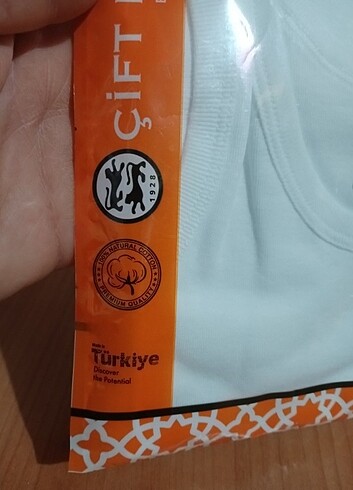 ÇİFT
1928
100% NATURAL COTTON
PREMIUM QUALITY
Türkiye
Discover
the Potential